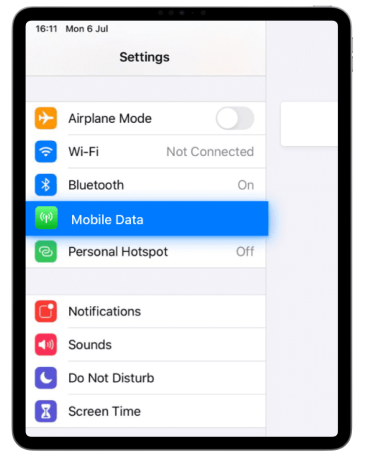 16:11 Mon 6 Jul
Settings
Airplane Mode
Wi-Fi Not Connected
Bluetooth On
Mobile Data
Personal Hotspot Off
Notifications
Sounds
Do Not Disturb
Screen Time